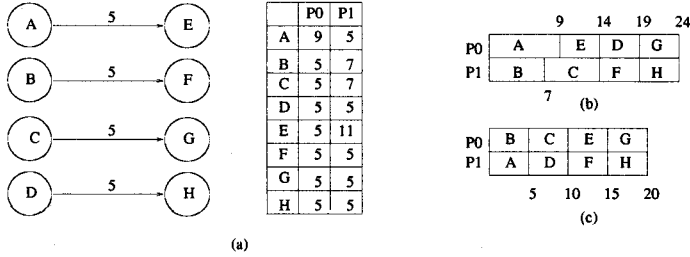 A 5 E
B 5 F
C 5 G
D 5 H
P0 P1
A 9 5
B 5 7
C 5 7
D 5 5
E 5 11
F 5 5
G 5 5
H 5 5
(a)
9 14 19 24
P0 A E D G
P1 B C F H
7
(b)
P0 B C E G
P1 A D F H
5 10 15 20
(c)